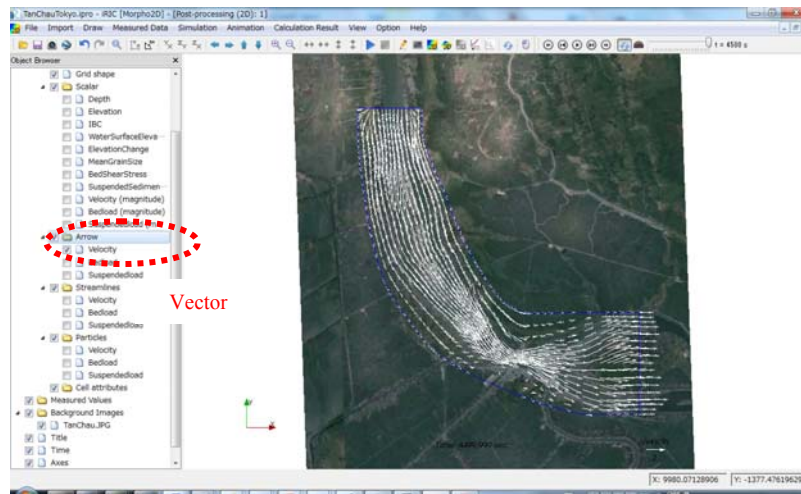 TanChauTokyo.ipro - iRIC [Morpho2D] - [Post-processing (2D): 1]
File Import Draw Measured Data Simulation Animation Calculation Result View Option Help
t = 4500 s
Object Browser
Grid shape
Scalar
Depth
Elevation
IBC
WaterSurfaceEleva
ElevationChange
MeanGrainSize
BedShearStress
SuspendedSedimen
Velocity (magnitude)
Bedload (magnitude)
Arrow
Velocity
Suspendedload
Vector
Streamlines
Velocity
Bedload
Suspendedload
Particles
Velocity
Bedload
Suspendedload
Cell attributes
Measured Values
Background Images
TanChau.JPG
Title
Time
Axes
Y
X
X: 9980.07128906 Y: -1377.47619629